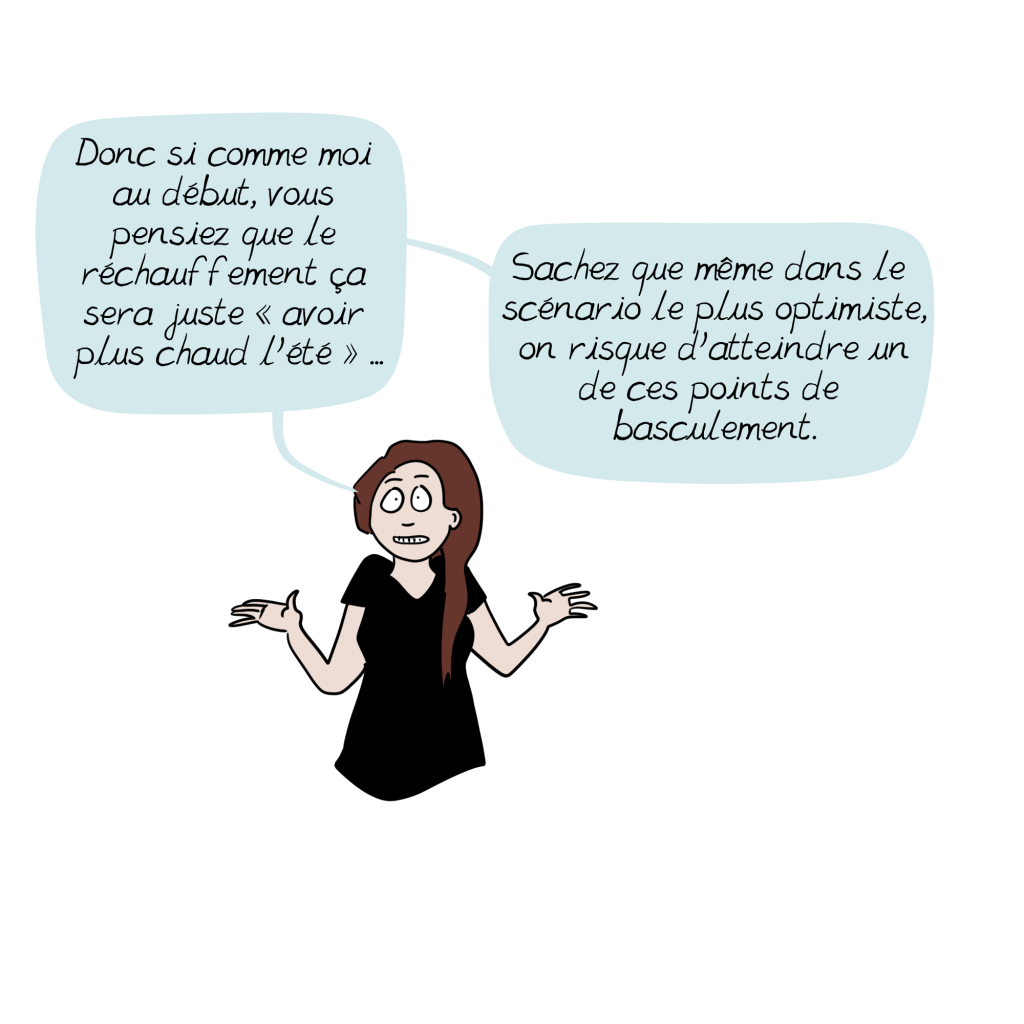 Donc si comme moi
au début, vous
pensiez que le
réchauffement ça
sera juste « avoir
plus chaud l'été » ...
Sachez que même dans le
scénario le plus optimiste,
on risque d'atteindre un
de ces points de
basculement.